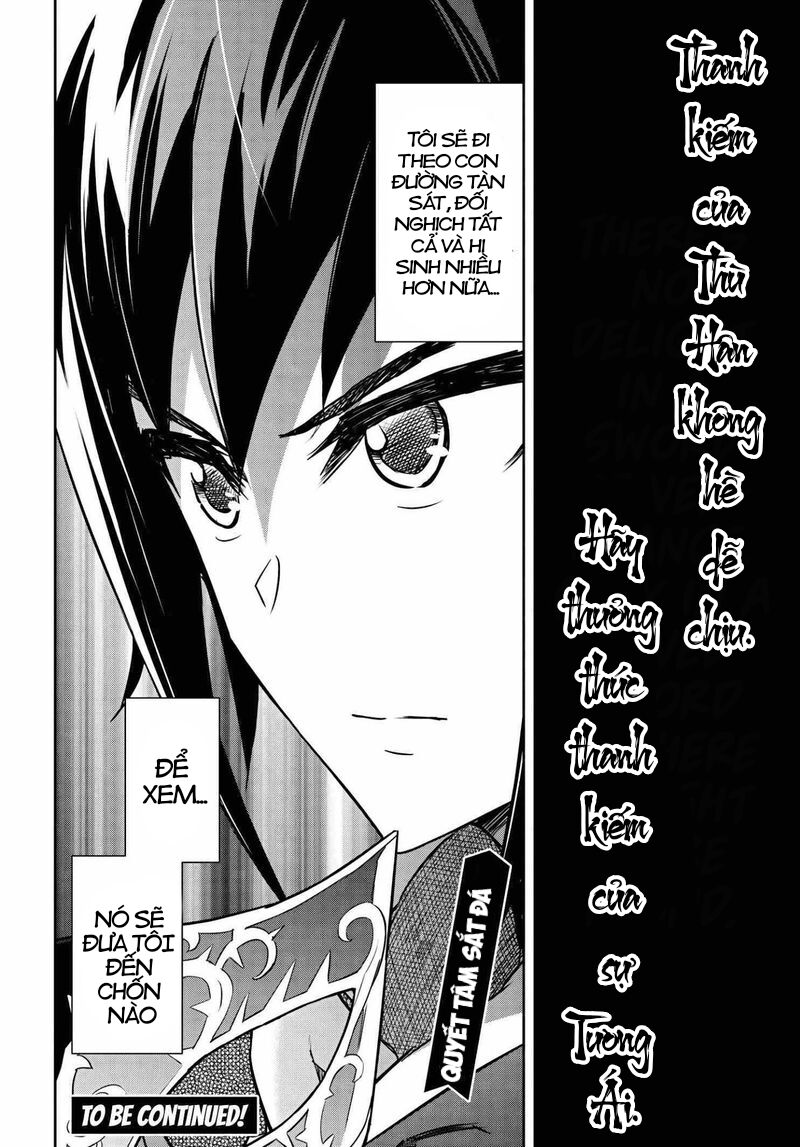 Thanh
kiếm
của
Thù
Hận
không
hề
dễ
chịu.
Hãy
thưởng
thức
thanh
kiếm
của
sự
Tương
Ái.
TÔI SẼ ĐI
THEO CON
ĐƯỜNG TÀN
SÁT, ĐỐI
NGHỊCH TẤT
CẢ VÀ HI
SINH NHIỀU
HƠN NỮA...
ĐỂ
XEM...
NÓ SẼ
ĐƯA TÔI
ĐẾN
CHỐN
NÀO
QUYẾT TÂM SẮT ĐÁ
TO BE CONTINUED!